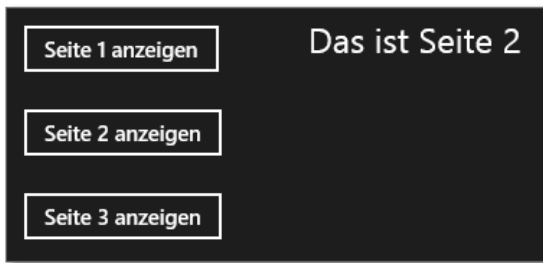 Seite 1 anzeigen
Das ist Seite 2
Seite 2 anzeigen
Seite 3 anzeigen